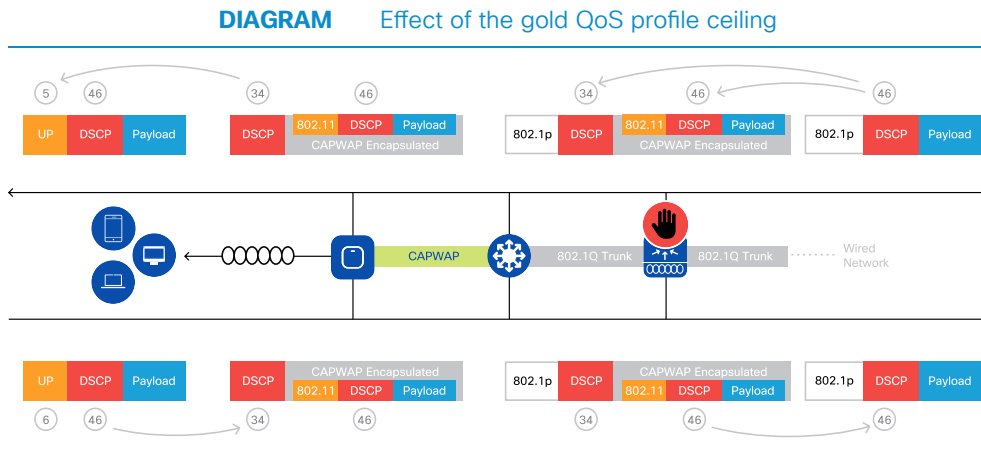 DIAGRAM Effect of the gold QoS profile ceiling
5 46 34 46 34 46 46
UP DSCP Payload DSCP 802.11 DSCP Payload CAPWAP Encapsulated 802.1p DSCP 802.11 DSCP Payload CAPWAP Encapsulated 802.1p DSCP Payload
CAPWAP 802.1Q Trunk 802.1Q Trunk Wired
Network
UP DSCP Payload DSCP CAPWAP Encapsulated 802.11 DSCP Payload 802.1p DSCP CAPWAP Encapsulated 802.11 DSCP Payload 802.1p DSCP Payload
6 46 34 46 34 46 46